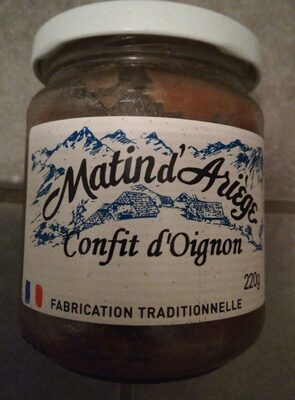 Matin d'Ariège
Confit d'Oignon
220g
FABRICATION TRADITIONNELLE